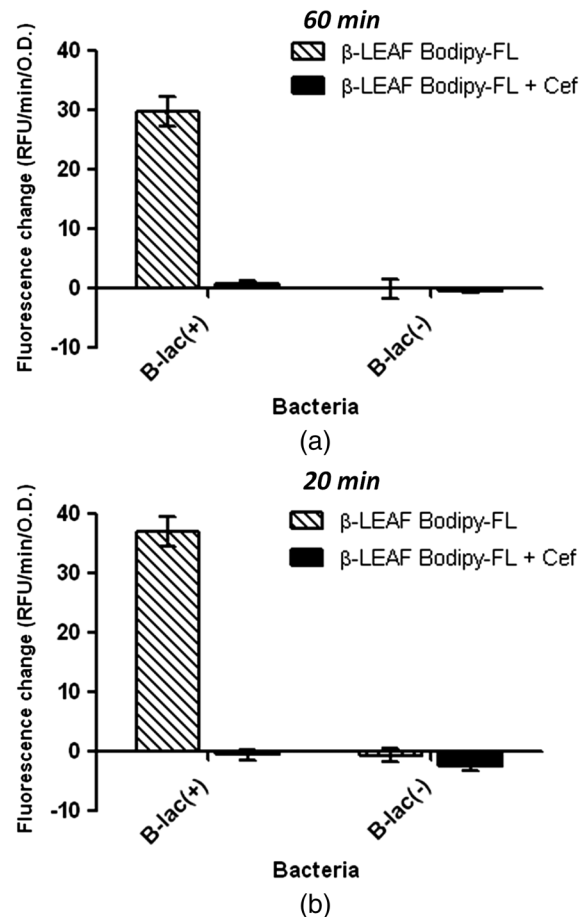 60 min
β-LEAF Bodipy-FL
β-LEAF Bodipy-FL + Cef
Fluorescence change (RFU/min/O.D.)
40
30
20
10
0
-10
B-lac(+)
B-lac(-)
Bacteria
(a)
20 min
β-LEAF Bodipy-FL
β-LEAF Bodipy-FL + Cef
Fluorescence change (RFU/min/O.D.)
40
30
20
10
0
-10
B-lac(+)
B-lac(-)
Bacteria
(b)